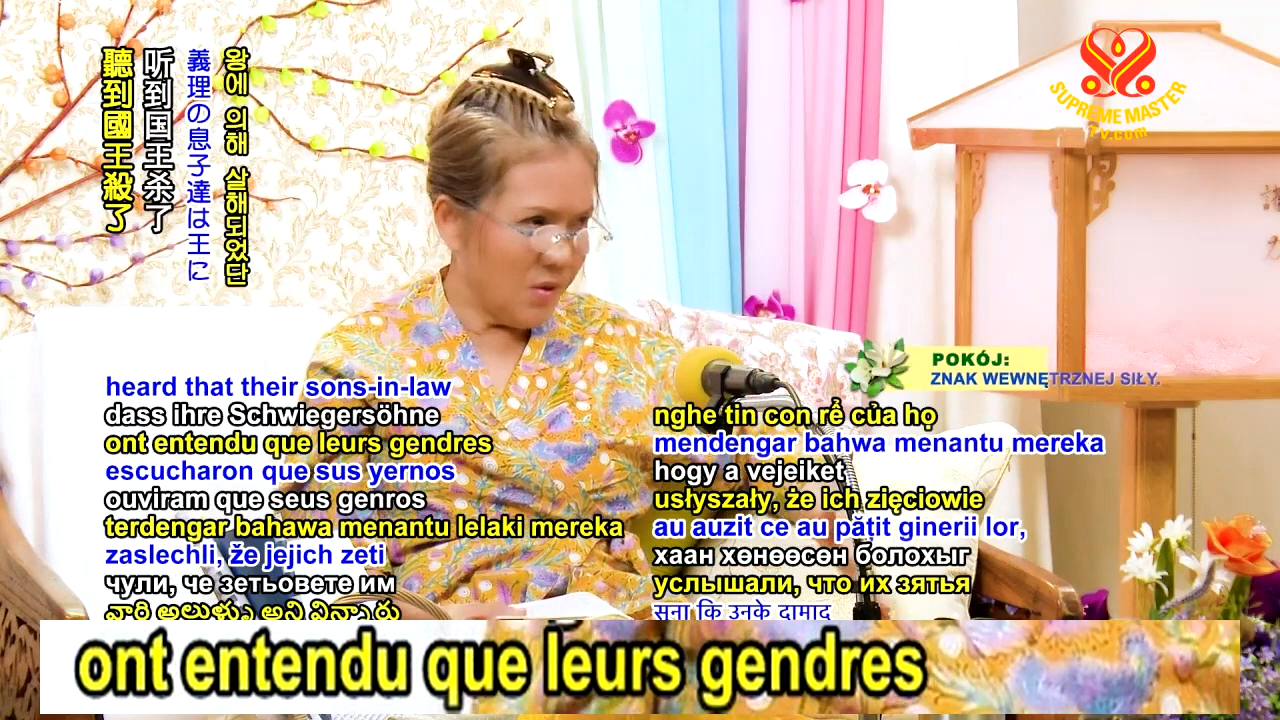 SUPREME MASTER
TV.com
왕에 의해 살해되었단
義理の息子達は王に
听到国王杀了
聽到國王殺了
POKÓJ:
ZNAK WEWNĘTRZNEJ SIŁY.
heard that their sons-in-law
dass ihre Schwiegersöhne
ont entendu que leurs gendres
escucharon que sus yernos
ouviram que seus genros
terdengar bahawa menantu lelaki mereka
zaslechli, že jejich zeti
чули, че зетьовете им
వారి అల్లుళ్ళు అని విన్నారు
nghe tin con rể của họ
mendengar bahwa menantu mereka
hogy a vejeiket
usłyszały, że ich zięciowie
au auzit ce au pățit ginerii lor,
хаан хөнөөсөн болохыг
услышали, что их зятья
सुना कि उनके दामाद
ont entendu que leurs gendres